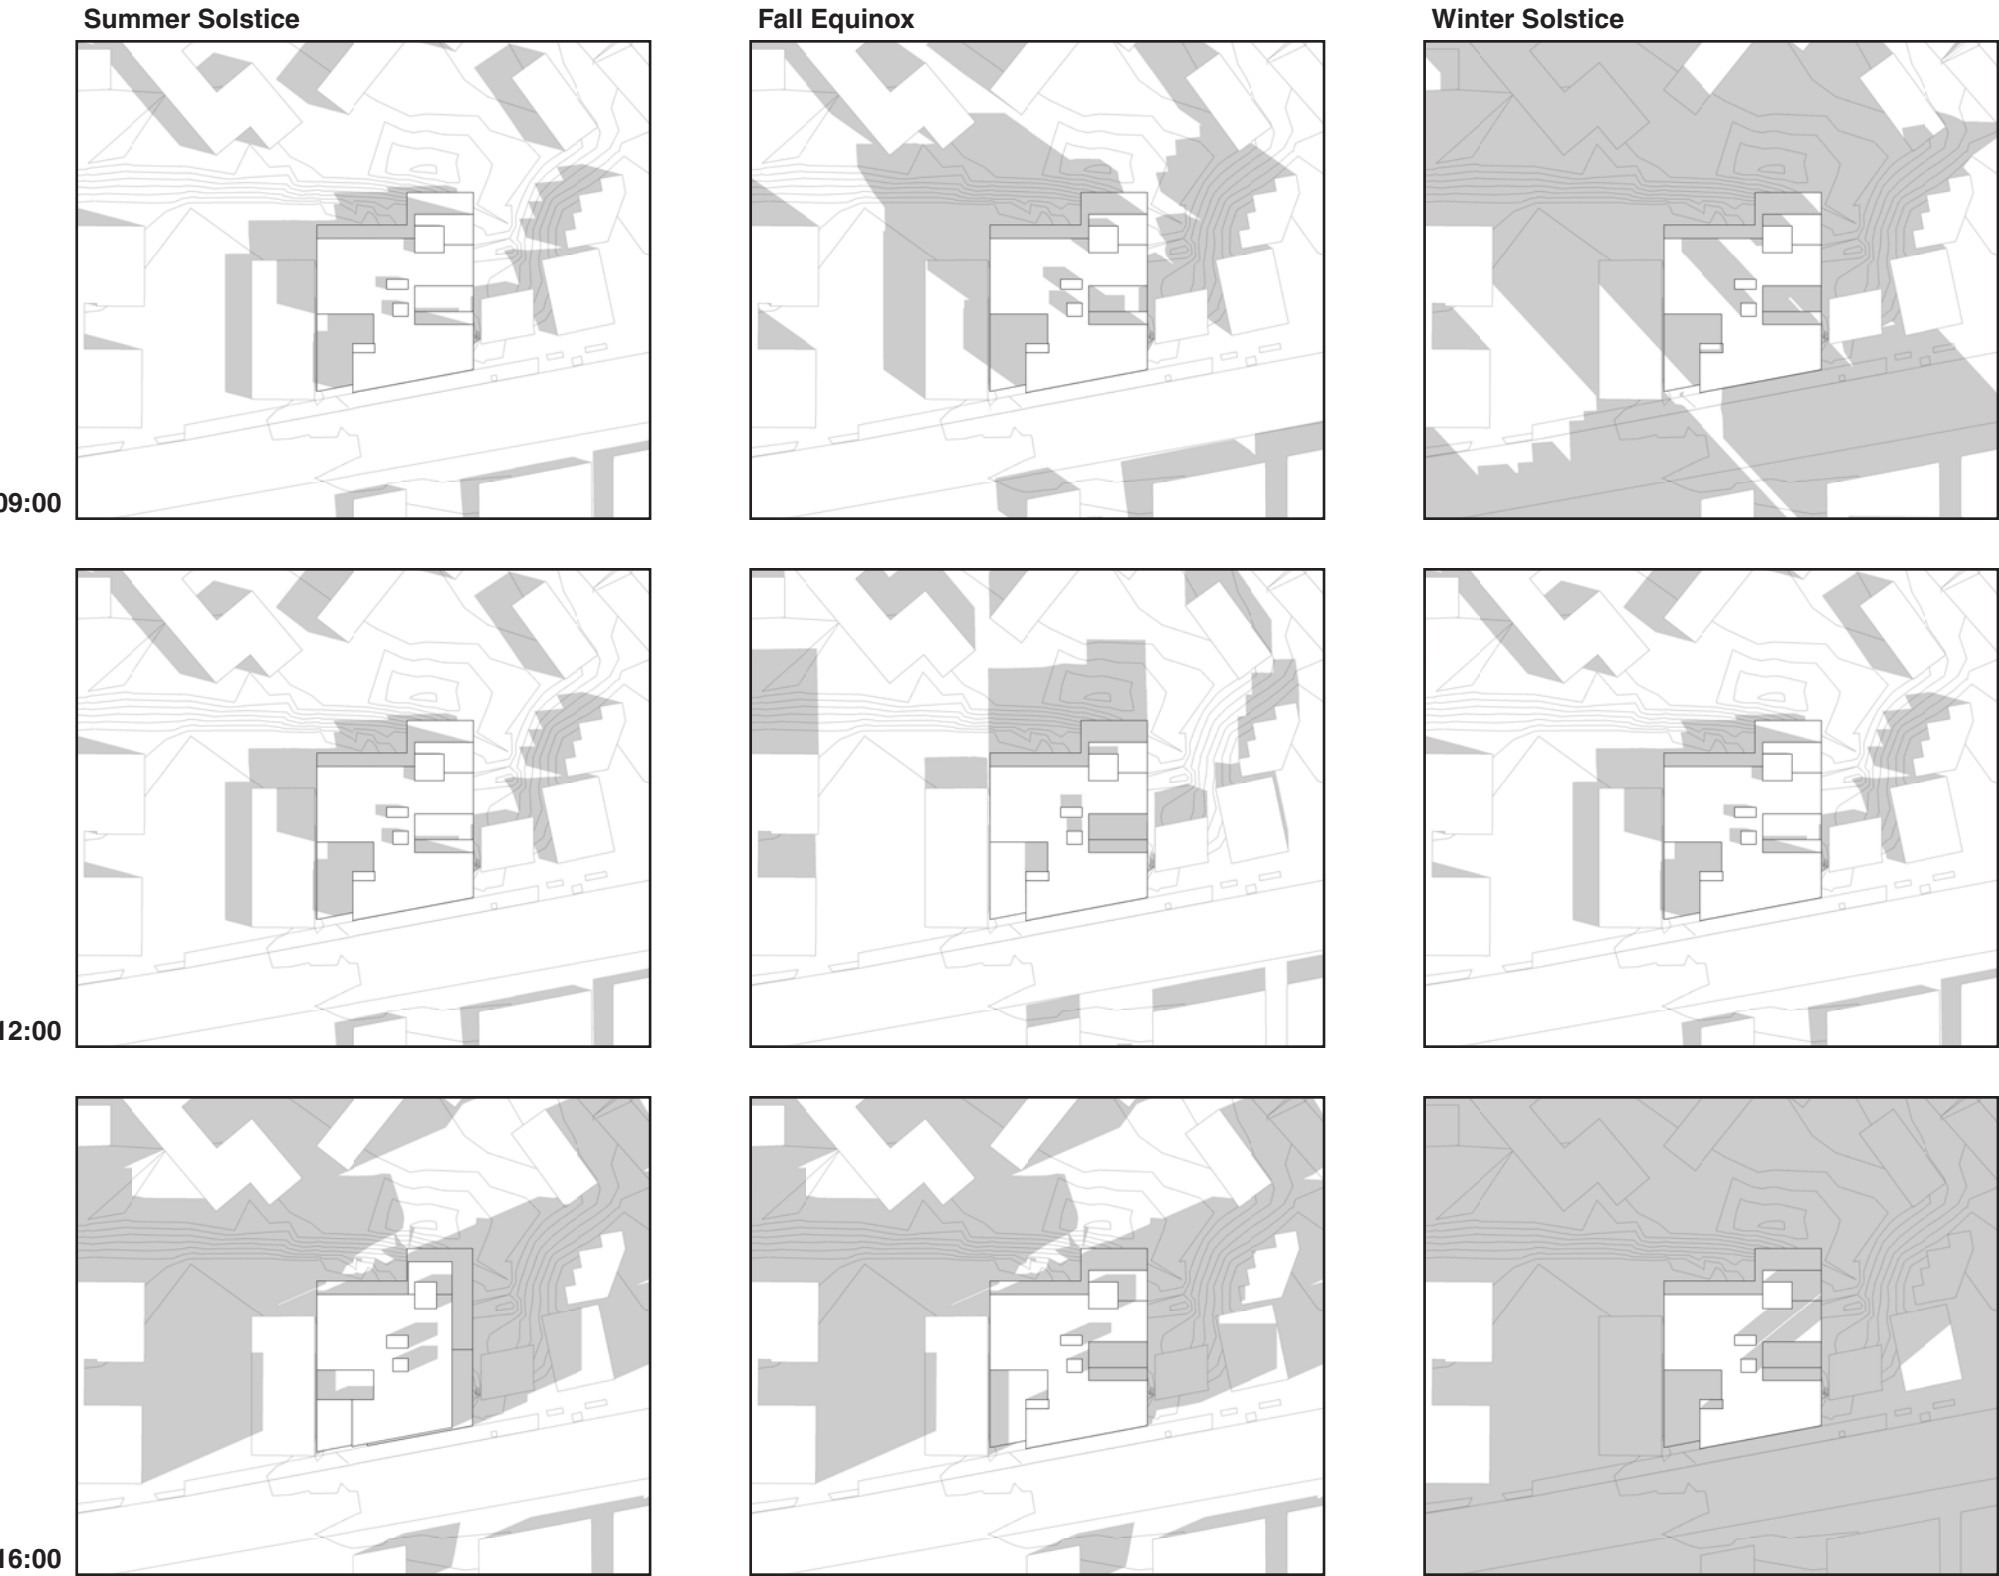 Summer Solstice
Fall Equinox
Winter Solstice
09:00
12:00
16:00